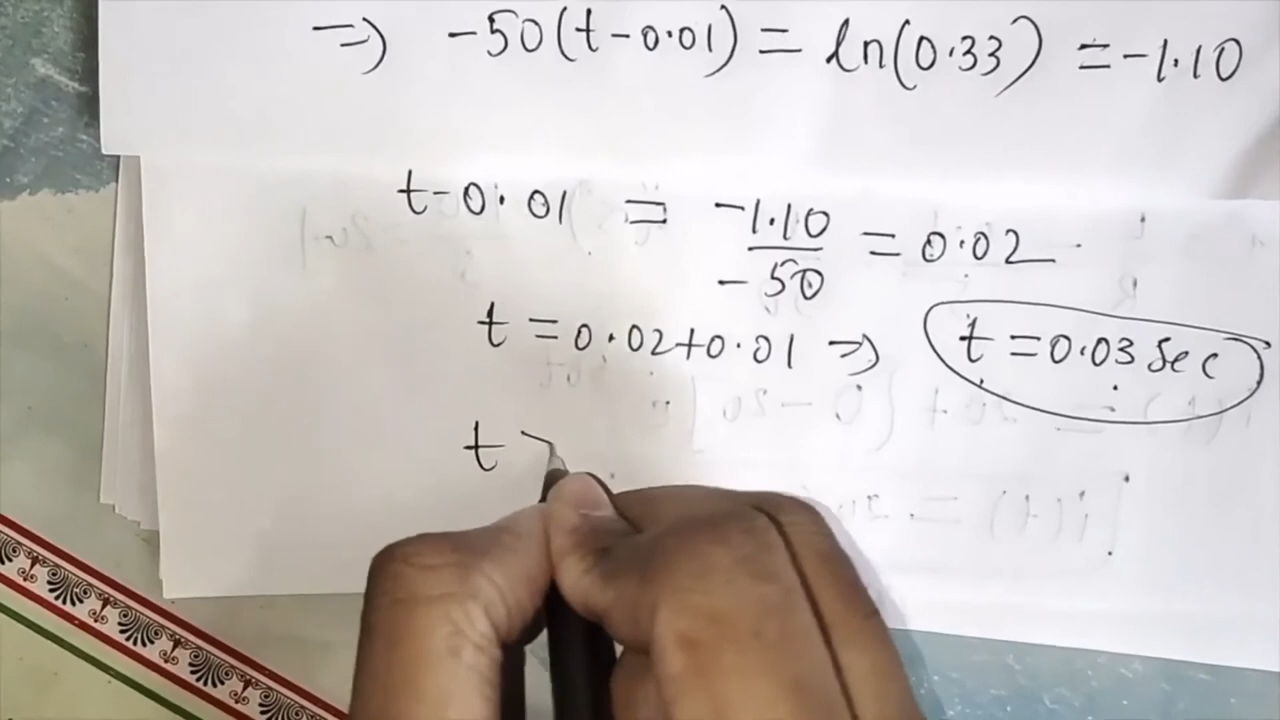 => -50(t-0.01) = ln(0.33) = -1.10
t-0.01 = -1.10/-50 = 0.02
t = 0.02+0.01 => t = 0.03 Sec
t >